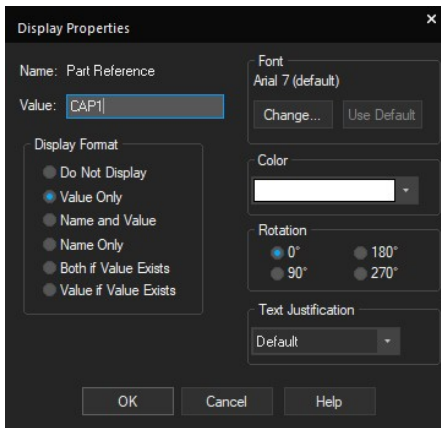 Display Properties
Name: Part Reference
Value: CAP1
Display Format
Do Not Display
Value Only
Name and Value
Name Only
Both if Value Exists
Value if Value Exists
Font
Arial 7 (default)
Change... Use Default
Color
Rotation
0° 180°
90° 270°
Text Justification
Default
OK Cancel Help